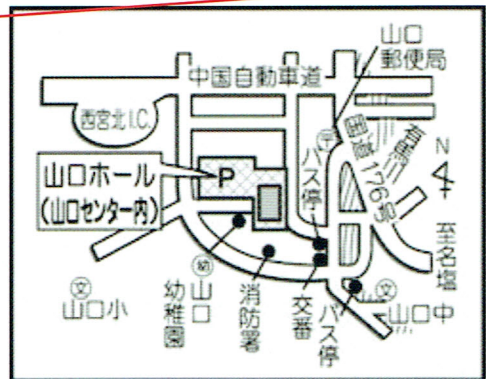 山口
郵便局
中国自動車道
西宮北I.C.
〒
国道176号
有馬川
N
バス停
山口ホール
(山口センター内)
P
至名塩
幼
文
山口小
山口
幼稚園
消防署
交番
バス停
文
山口中